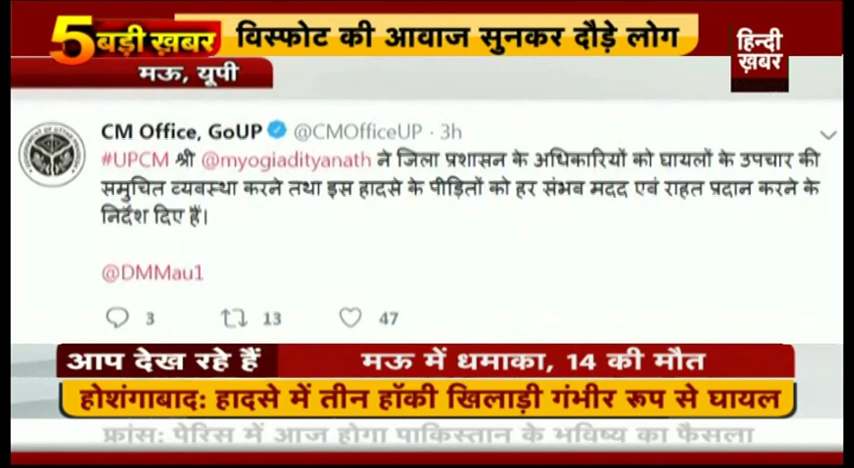 5 बड़ी ख़बर
विस्फोट की आवाज सुनकर दौड़े लोग
हिन्दी
ख़बर
मऊ, यूपी
CM Office, GoUP @CMOfficeUP · 3h
#UPCM श्री @myogiadityanath ने जिला प्रशासन के अधिकारियों को घायलों के उपचार की
समुचित व्यवस्था करने तथा इस हादसे के पीड़ितों को हर संभव मदद एवं राहत प्रदान करने के
निर्देश दिए हैं।
@DMMau1
3 13 47
आप देख रहे हैं
मऊ में धमाका, 14 की मौत
होशंगाबाद: हादसे में तीन हॉकी खिलाड़ी गंभीर रूप से घायल
फ्रांस: पेरिस में आज होगा पाकिस्तान के भविष्य का फैसला